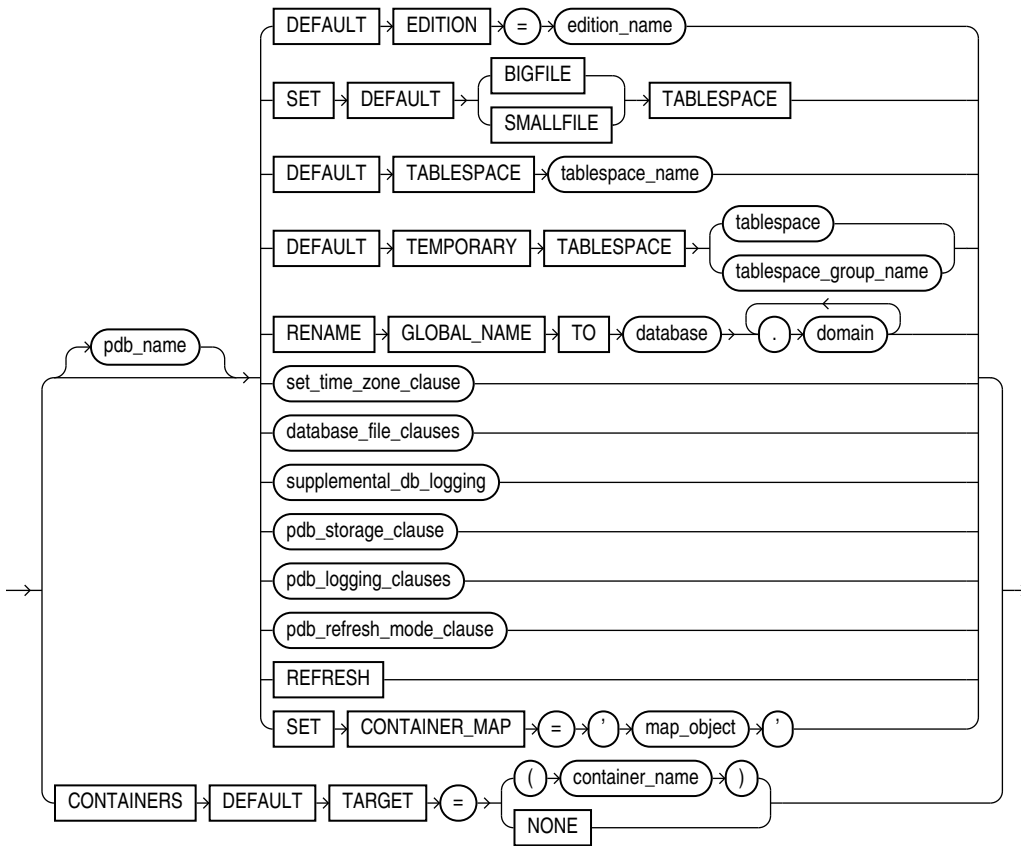 DEFAULT EDITION = edition_name
BIGFILE
SET DEFAULT TABLESPACE
SMALLFILE
DEFAULT TABLESPACE tablespace_name
tablespace
DEFAULT TEMPORARY TABLESPACE
tablespace_group_name
RENAME GLOBAL_NAME TO database . domain
pdb_name
set_time_zone_clause
database_file_clauses
supplemental_db_logging
pdb_storage_clause
pdb_logging_clauses
pdb_refresh_mode_clause
REFRESH
SET CONTAINER_MAP = ' map_object '
( container_name )
CONTAINERS DEFAULT TARGET =
NONE